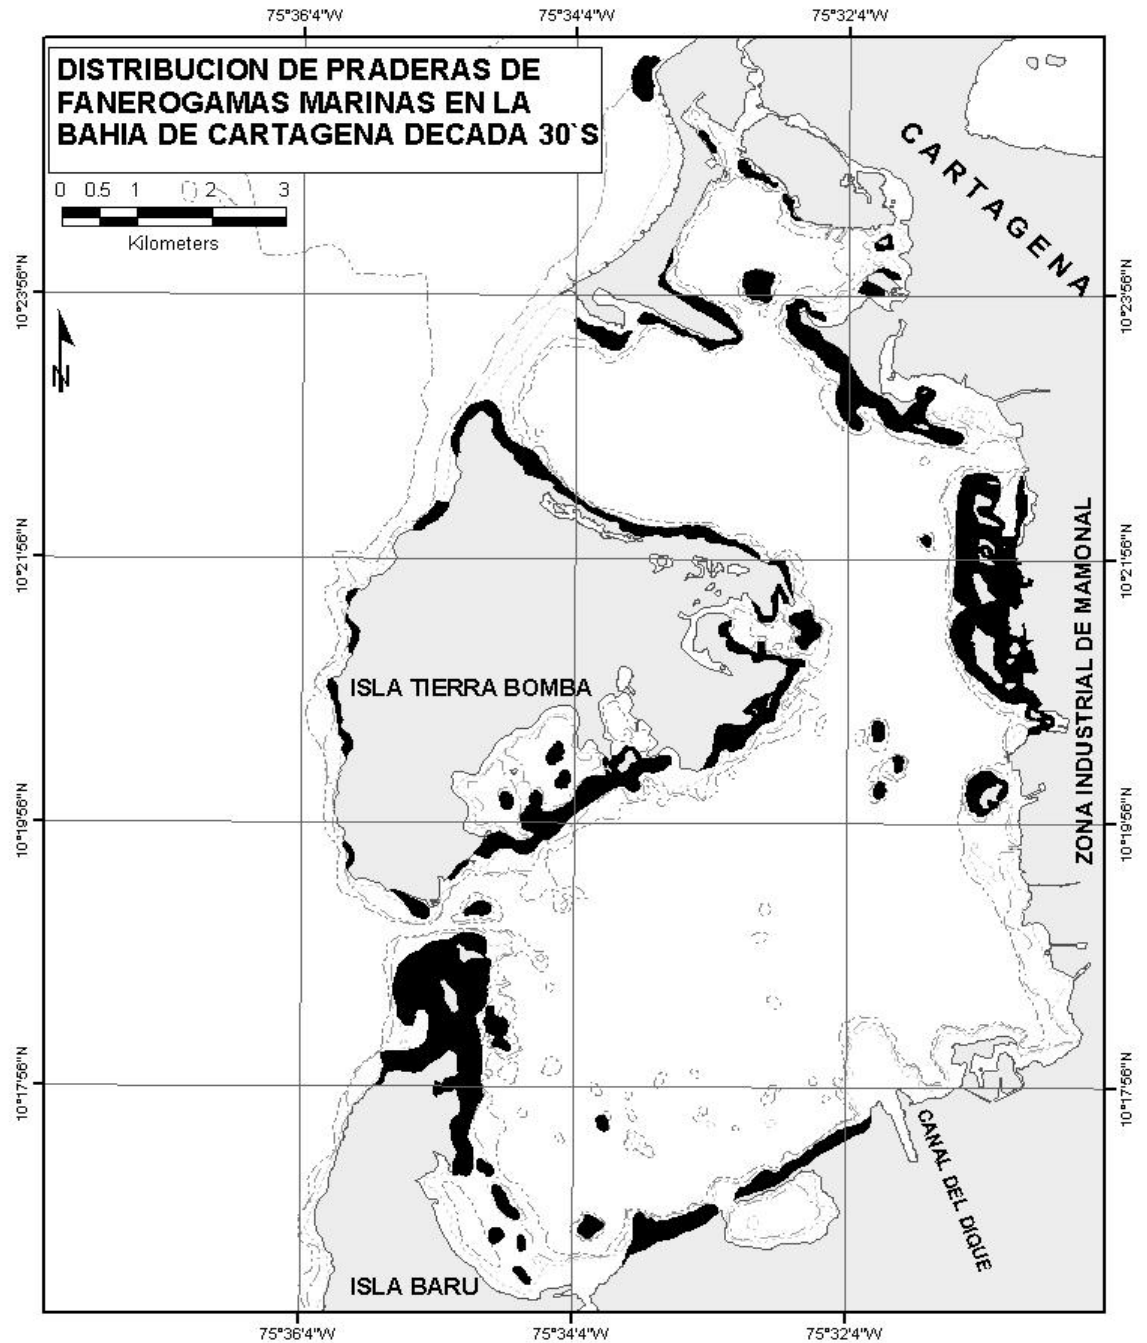 75°36'4"W
75°34'4"W
75°32'4"W
DISTRIBUCION DE PRADERAS DE
FANEROGAMAS MARINAS EN LA
BAHIA DE CARTAGENA DECADA 30`S
0 0.5 1 2 3
Kilometers
CARTAGENA
10°23'56"N
10°23'56"N
N
10°21'56"N
10°21'56"N
ZONA INDUSTRIAL DE MAMONAL
ISLA TIERRA BOMBA
10°19'56"N
10°19'56"N
10°17'56"N
10°17'56"N
CANAL DEL DIQUE
ISLA BARU
75°36'4"W
75°34'4"W
75°32'4"W